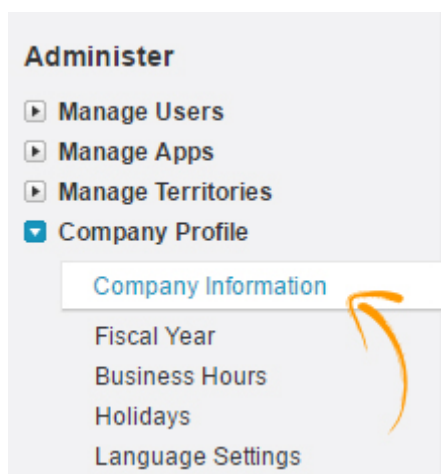 Administer
Manage Users
Manage Apps
Manage Territories
Company Profile
Company Information
Fiscal Year
Business Hours
Holidays
Language Settings